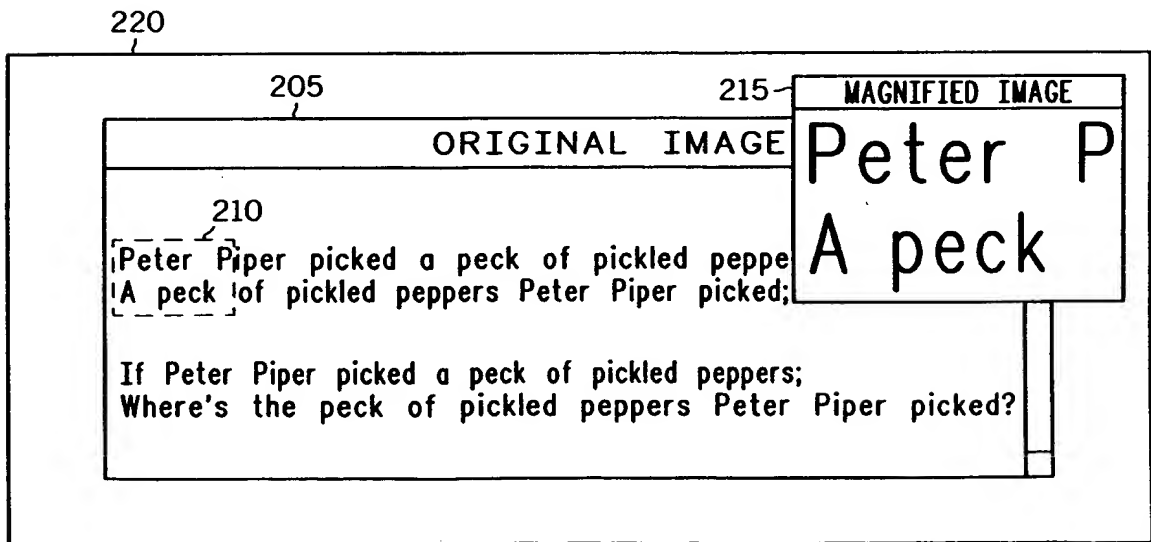 220
205
215
MAGNIFIED IMAGE
ORIGINAL IMAGE
Peter P
A peck
210
Peter Piper picked a peck of pickled peppe
A peck of pickled peppers Peter Piper picked;
If Peter Piper picked a peck of pickled peppers;
Where's the peck of pickled peppers Peter Piper picked?